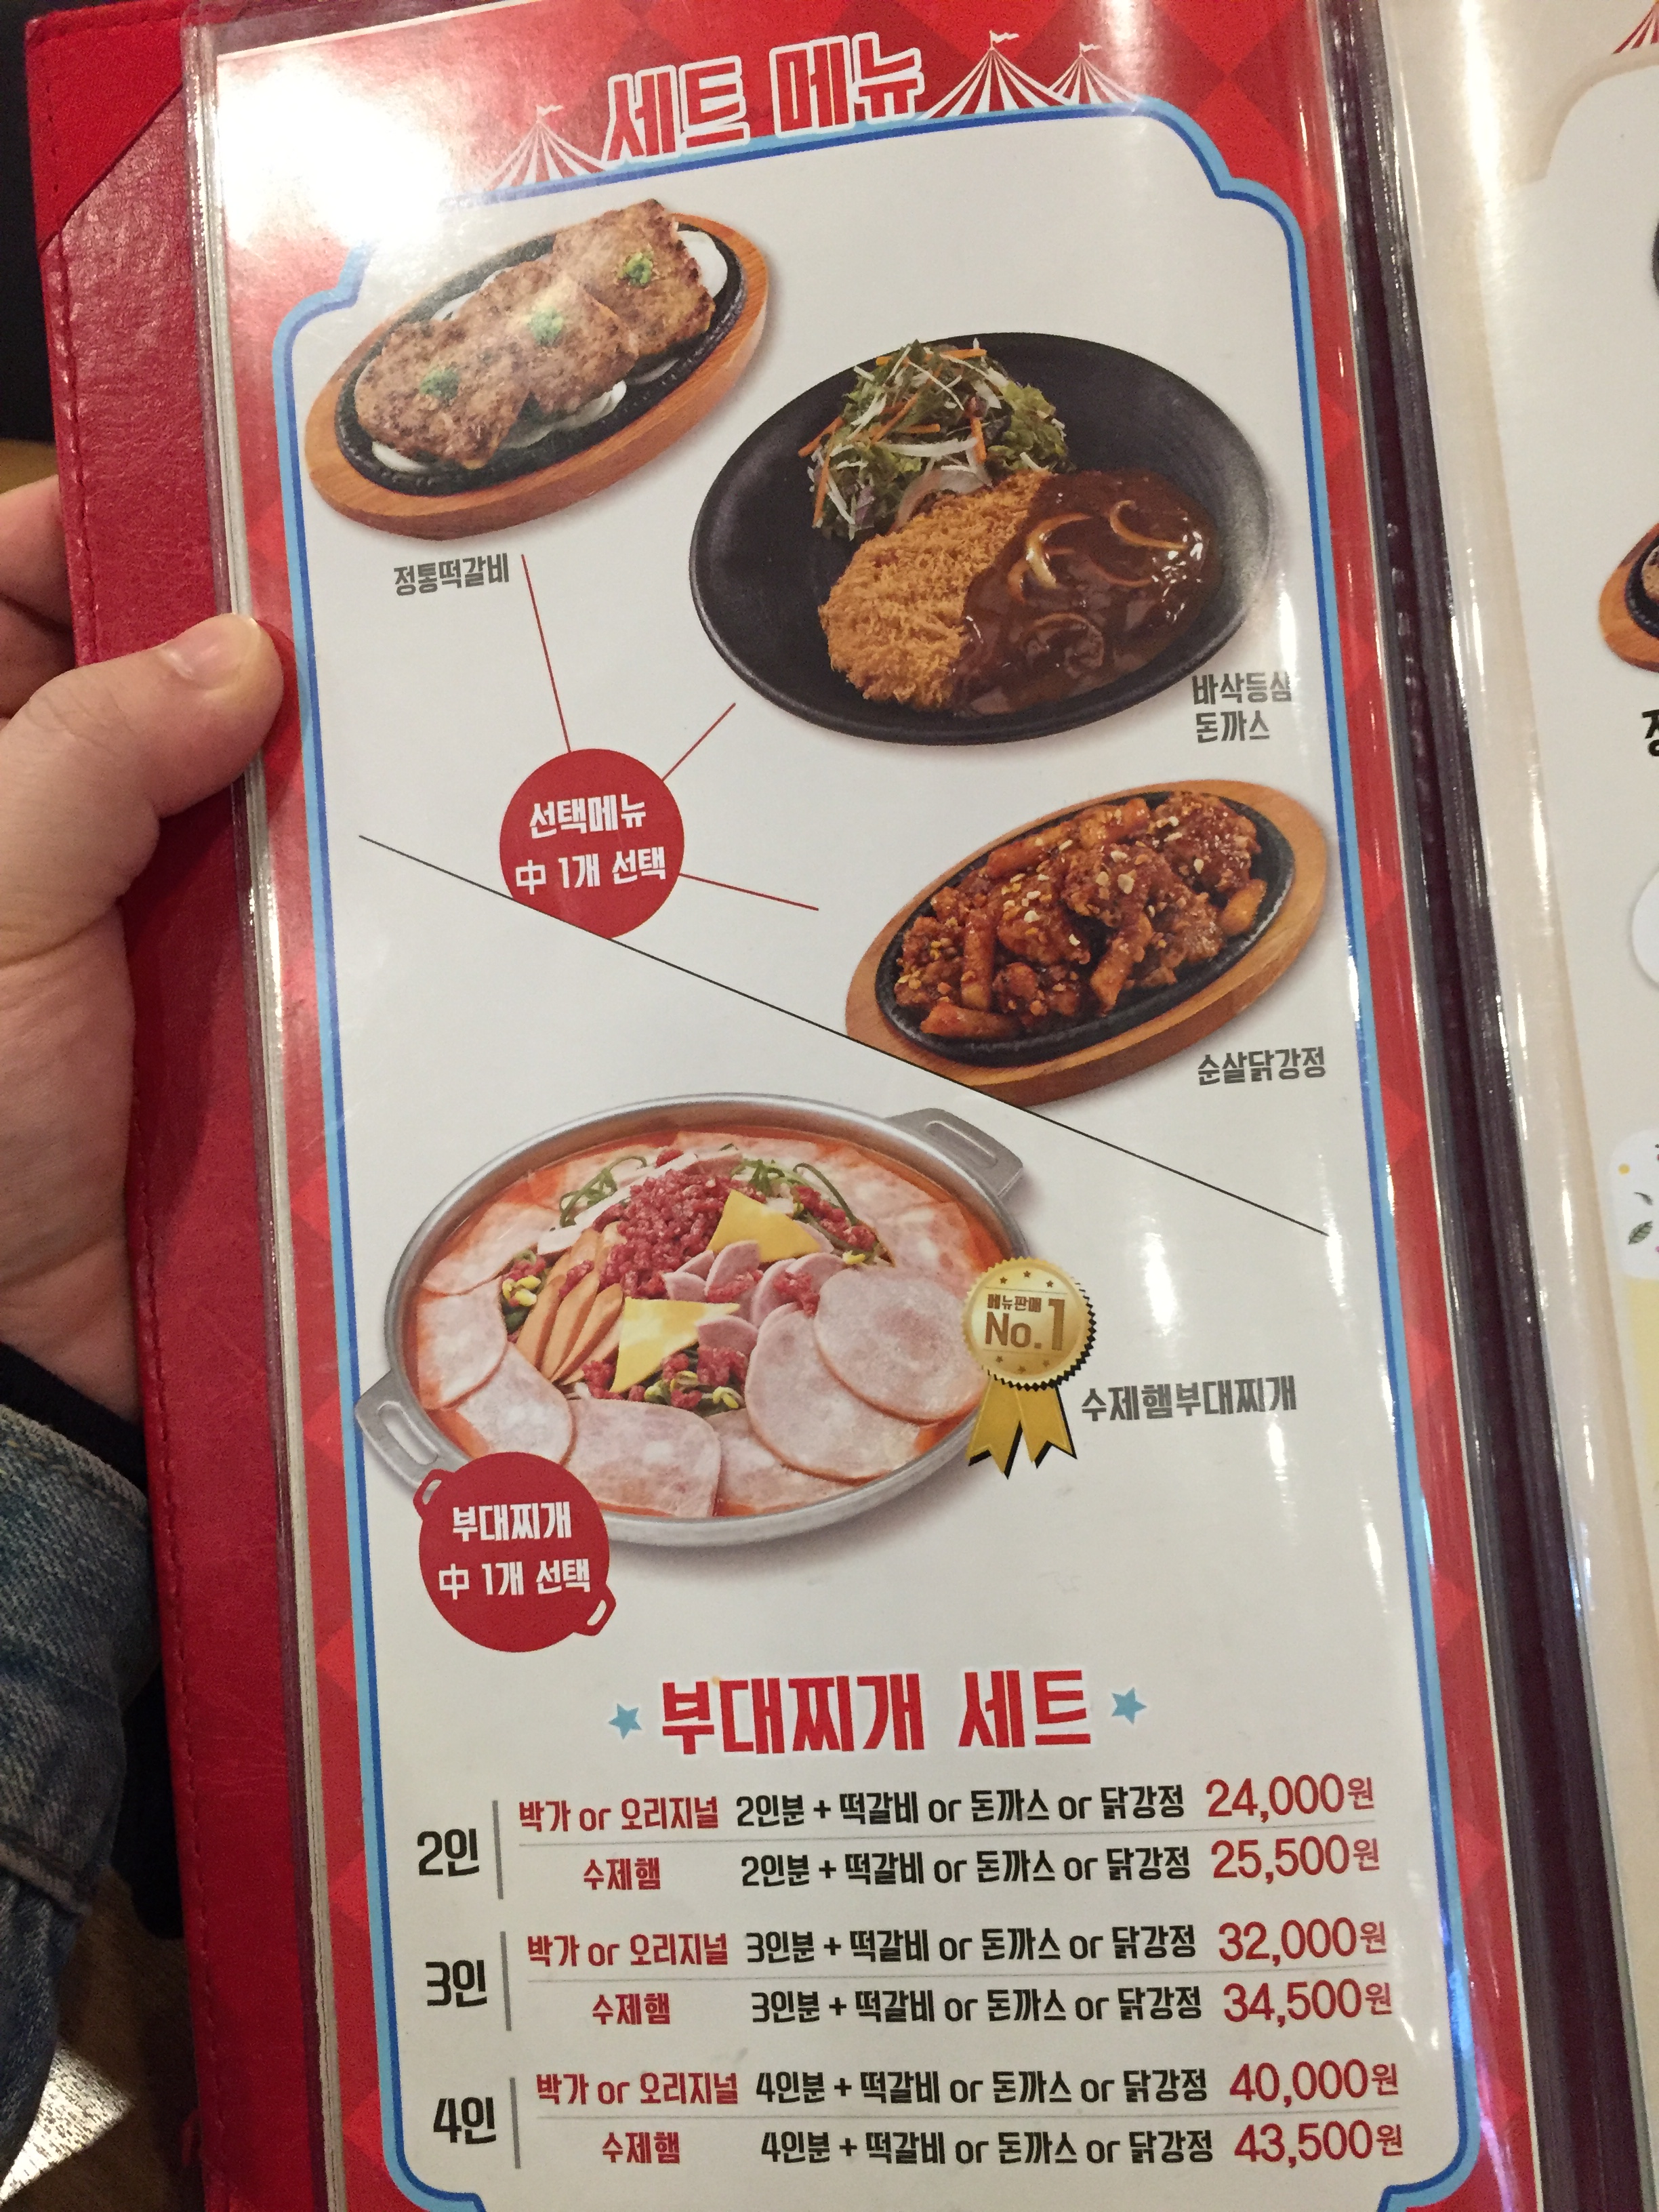 세트 메뉴
정통떡갈비
바삭등심
돈까스
선택메뉴
中 1개 선택
순살닭강정
메뉴판매
No.1
수제햄부대찌개
부대찌개
中 1개 선택
부대찌개 세트
2인
박가 or 오리지널 2인분 + 떡갈비 or 돈까스 or 닭강정 24,000원
수제햄 2인분 + 떡갈비 or 돈까스 or 닭강정 25,500원
3인
박가 or 오리지널 3인분 + 떡갈비 or 돈까스 or 닭강정 32,000원
수제햄 3인분 + 떡갈비 or 돈까스 or 닭강정 34,500원
4인
박가 or 오리지널 4인분 + 떡갈비 or 돈까스 or 닭강정 40,000원
수제햄 4인분 + 떡갈비 or 돈까스 or 닭강정 43,500원